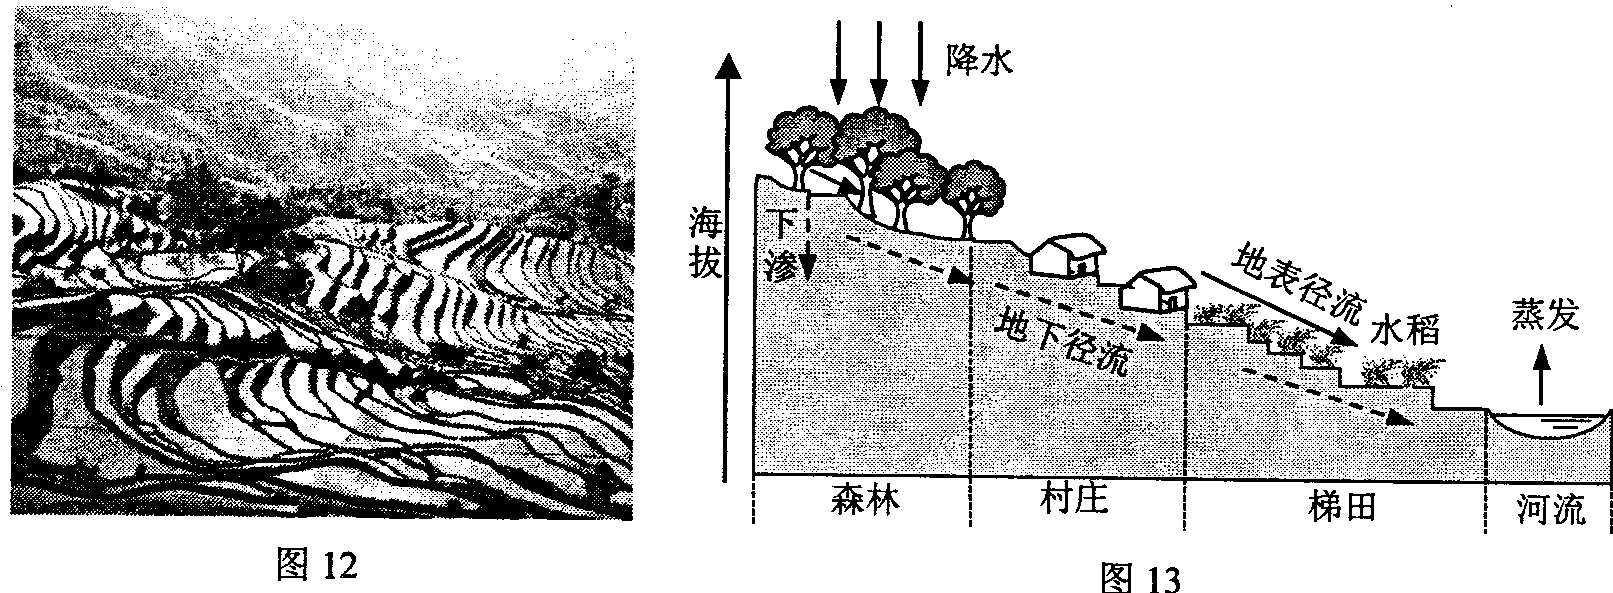 降水
海拔
下渗
地表径流
地下径流
水稻
蒸发
森林
村庄
梯田
河流
图 12
图 13